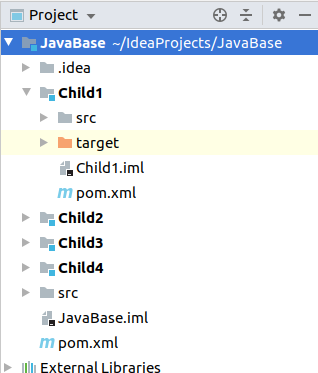 Project
JavaBase ~/IdeaProjects/JavaBase
.idea
Child1
src
target
Child1.iml
m pom.xml
Child2
Child3
Child4
src
JavaBase.iml
m pom.xml
External Libraries